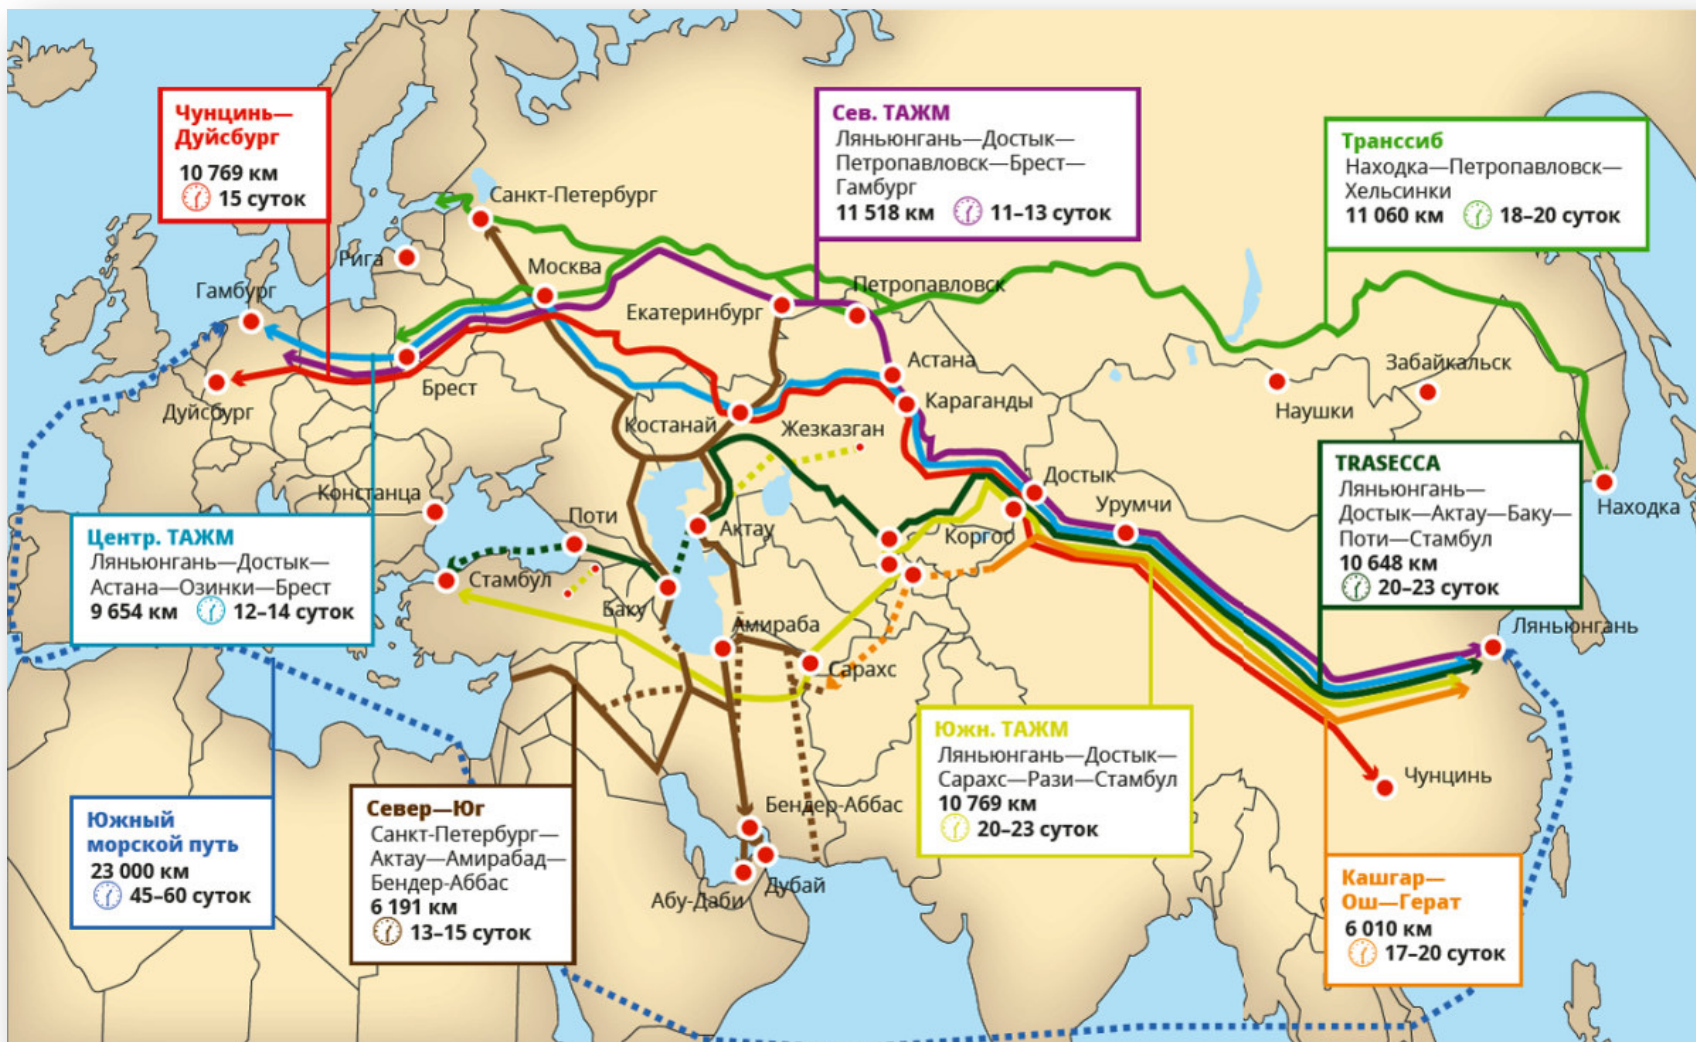 Чунцинь—
Дуйсбург
10 769 км
15 суток
Сев. ТАЖМ
Ляньюнгань—Достык—
Петропавловск—Брест—
Гамбург
11 518 км 11–13 суток
Транссиб
Находка—Петропавловск—
Хельсинки
11 060 км 18–20 суток
Санкт-Петербург
Рига
Москва
Гамбург
Екатеринбург
Петропавловск
Астана
Забайкальск
Брест
Дуйсбург
Костанай
Караганды
Наушки
Жезказган
Констанца
Достык
Урумчи
Находка
Поти
Актау
Коргос
Стамбул
Баку
Амираба
Сарахс
Ляньюнгань
Чунцинь
Бендер-Аббас
Абу-Даби
Дубай
Центр. ТАЖМ
Ляньюнгань—Достык—
Астана—Озинки—Брест
9 654 км 12–14 суток
TRASECCA
Ляньюнгань—
Достык—Актау—Баку—
Поти—Стамбул
10 648 км
20–23 суток
Южный
морской путь
23 000 км
45–60 суток
Север—Юг
Санкт-Петербург—
Актау—Амирабад—
Бендер-Аббас
6 191 км
13–15 суток
Южн. ТАЖМ
Ляньюнгань—Достык—
Сарахс—Рази—Стамбул
10 769 км
20–23 суток
Кашгар—
Ош—Герат
6 010 км
17–20 суток